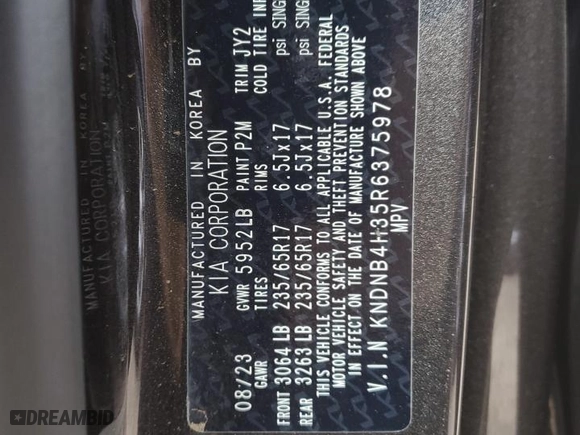 MANUFACTURED IN KOREA BY
KIA CORPORATION
08/23 GVWR 5952LB PAINT P2M TRIM JY2
GAWR TIRES RIMS COLD TIRE
FRONT 3064LB 235/65R17 6.5Jx17 psi SING
REAR 3263LB 235/65R17 6.5Jx17 psi SING
THIS VEHICLE CONFORMS TO ALL APPLICABLE U.S.A. FEDERAL
MOTOR VEHICLE SAFETY AND THEFT PREVENTION STANDARDS
IN EFFECT ON THE DATE OF MANUFACTURE SHOWN ABOVE
V.I.N KNDNB4H35R6375978
MPV
DREAMBID